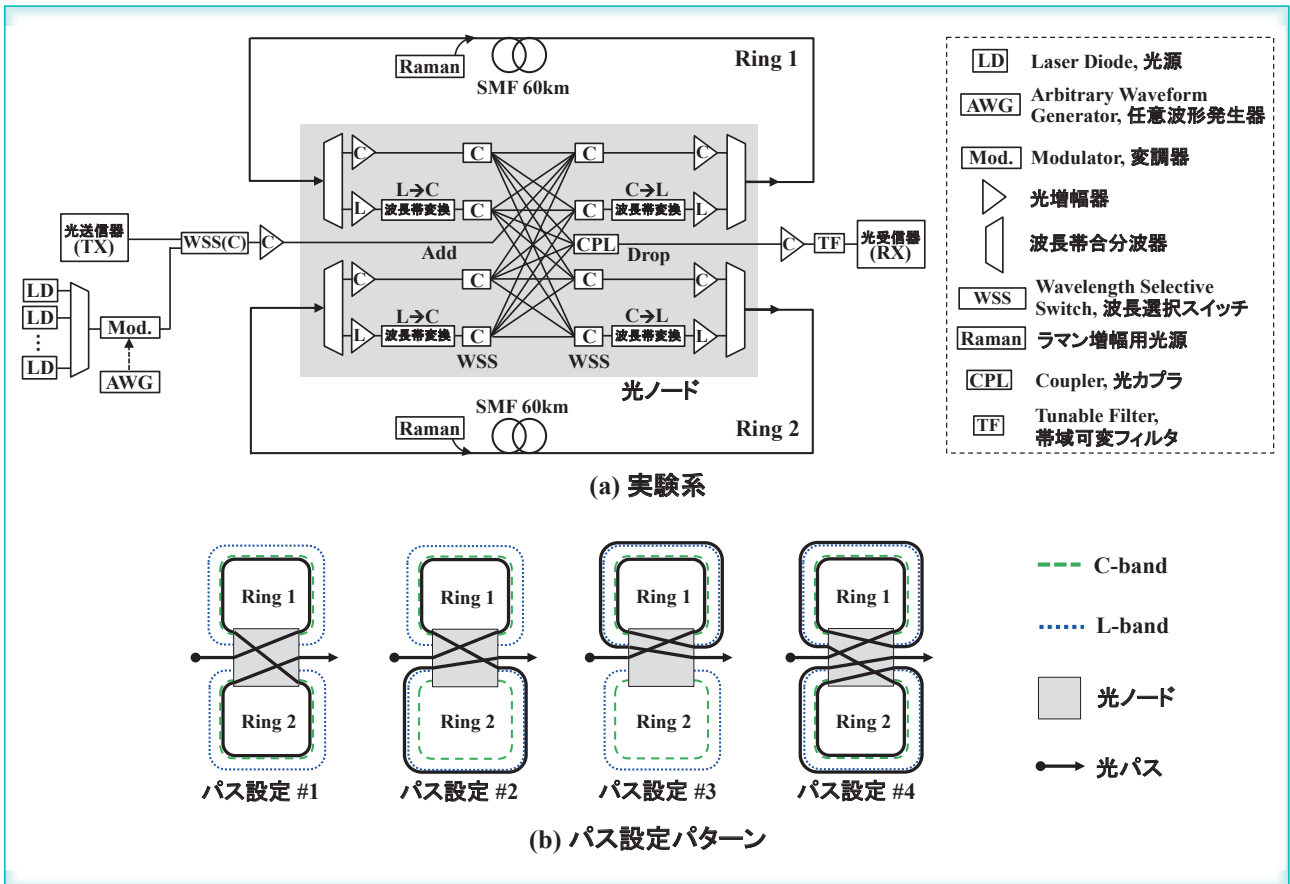 Raman
SMF 60km
Ring 1
C
C
C
C
L→C
C→L
L
波長帯変換
C
C
波長帯変換
L
光送信器
(TX)
WSS(C)
C
Add
CPL
Drop
C
TF
光受信器
(RX)
C
C
C
C
LD
LD
LD
Mod.
AWG
L→C
C→L
L
波長帯変換
C
C
波長帯変換
L
WSS
WSS
光ノード
SMF 60km
Raman
Ring 2
(a) 実験系
LD
Laser Diode, 光源
AWG
Arbitrary Waveform
Generator, 任意波形発生器
Mod.
Modulator, 変調器
光増幅器
波長帯合分波器
WSS
Wavelength Selective
Switch, 波長選択スイッチ
Raman
ラマン増幅用光源
CPL
Coupler, 光カプラ
TF
Tunable Filter,
帯域可変フィルタ
Ring 1
Ring 2
パス設定 #1
Ring 1
Ring 2
パス設定 #2
Ring 1
Ring 2
パス設定 #3
Ring 1
Ring 2
パス設定 #4
C-band
L-band
光ノード
光パス
(b) パス設定パターン